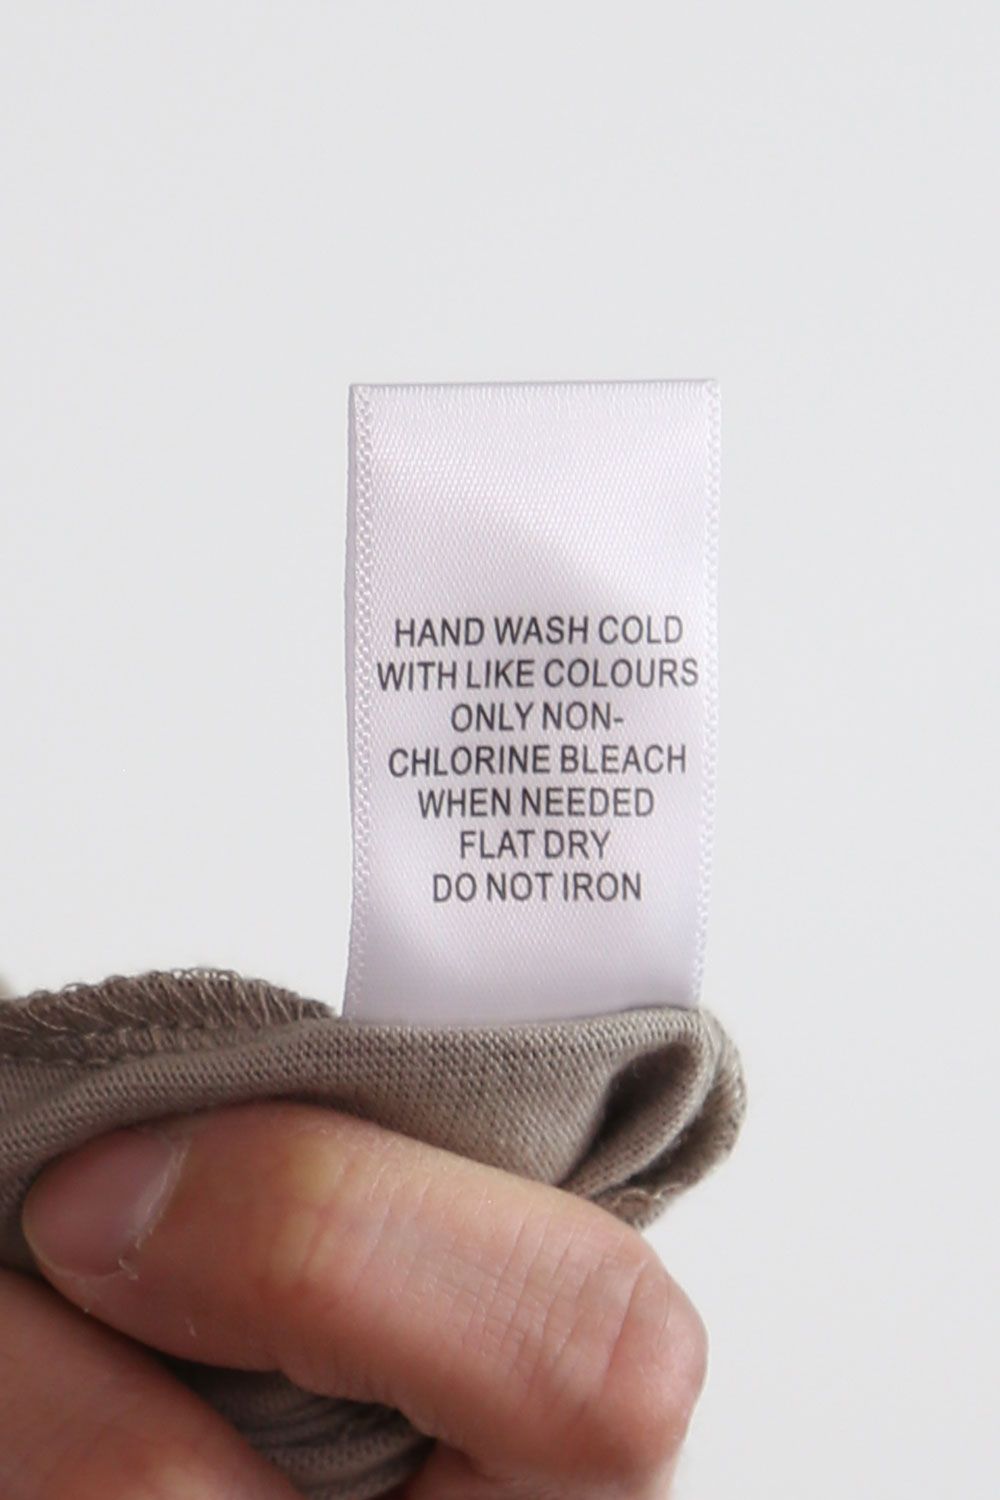 HAND WASH COLD
WITH LIKE COLOURS
ONLY NON-
CHLORINE BLEACH
WHEN NEEDED
FLAT DRY
DO NOT IRON